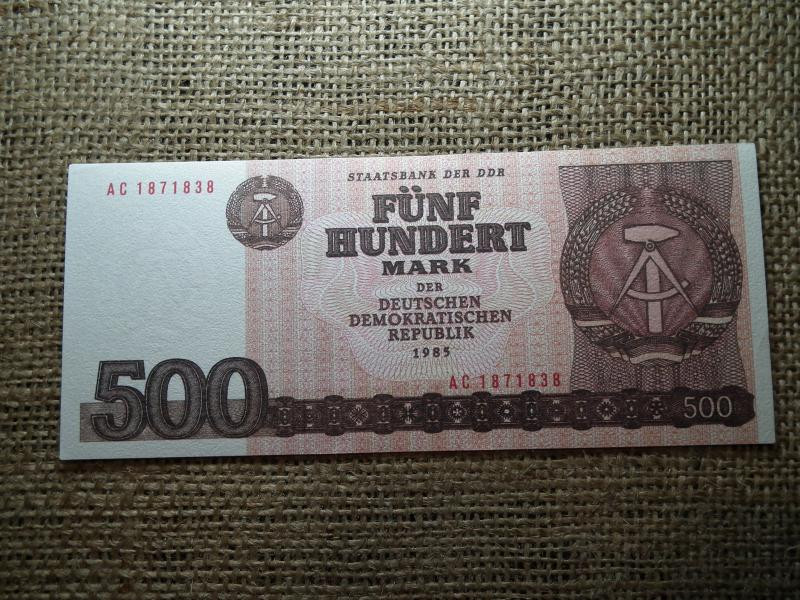 AC 1871838
STAATSBANK DER DDR
FÜNF
HUNDERT
MARK
DER
DEUTSCHEN
DEMOKRATISCHEN
REPUBLIK
1985
AC 1871838
500
500